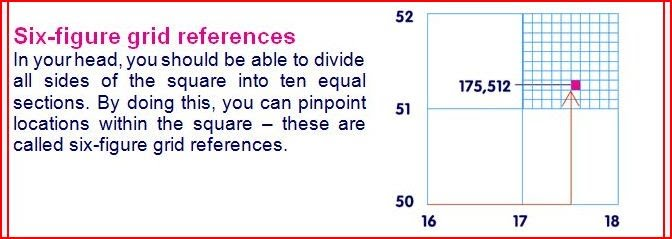 Six-figure grid references
In your head, you should be able to divide
all sides of the square into ten equal
sections. By doing this, you can pinpoint
locations within the square – these are
called six-figure grid references.
52
175,512
51
50
16 17 18